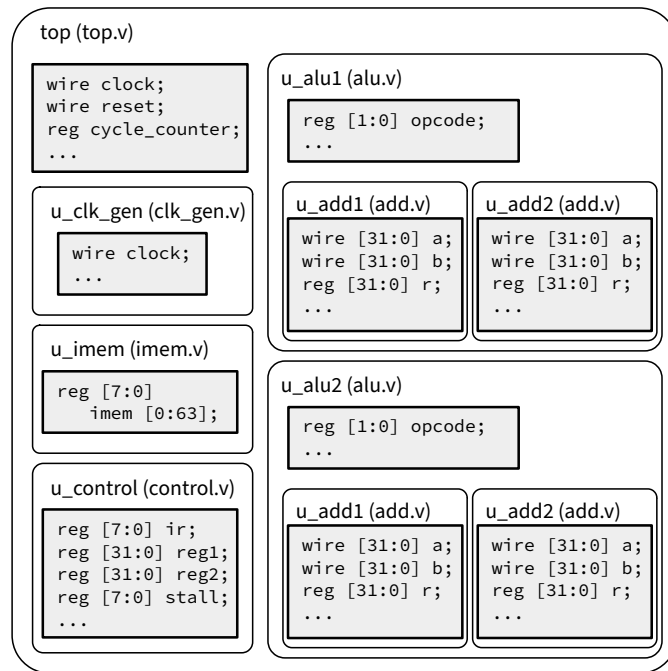 top (top.v)
wire clock;
wire reset;
reg cycle_counter;
...
u_clk_gen (clk_gen.v)
wire clock;
...
u_imem (imem.v)
reg [7:0]
imem [0:63];
u_control (control.v)
reg [7:0] ir;
reg [31:0] reg1;
reg [31:0] reg2;
reg [7:0] stall;
...
u_alu1 (alu.v)
reg [1:0] opcode;
...
u_add1 (add.v)
wire [31:0] a;
wire [31:0] b;
reg [31:0] r;
...
u_add2 (add.v)
wire [31:0] a;
wire [31:0] b;
reg [31:0] r;
...
u_alu2 (alu.v)
reg [1:0] opcode;
...
u_add1 (add.v)
wire [31:0] a;
wire [31:0] b;
reg [31:0] r;
...
u_add2 (add.v)
wire [31:0] a;
wire [31:0] b;
reg [31:0] r;
...